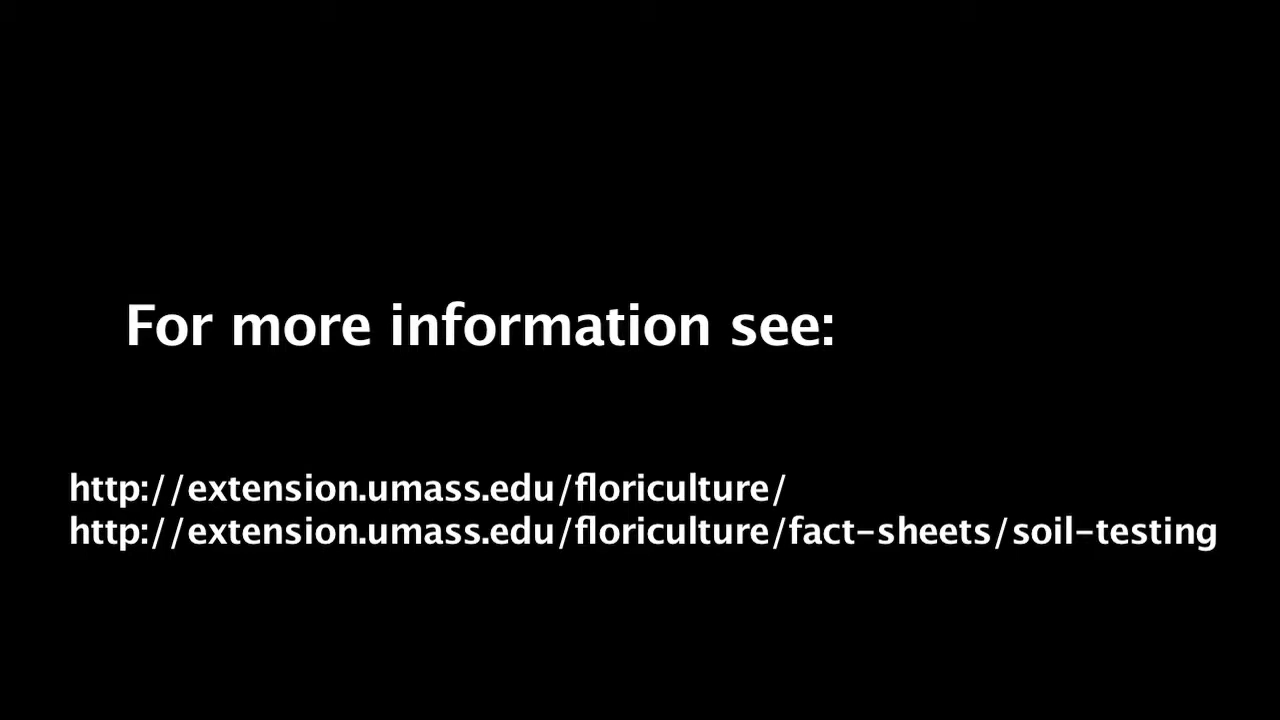 For more information see:
http://extension.umass.edu/floriculture/
http://extension.umass.edu/floriculture/fact-sheets/soil-testing